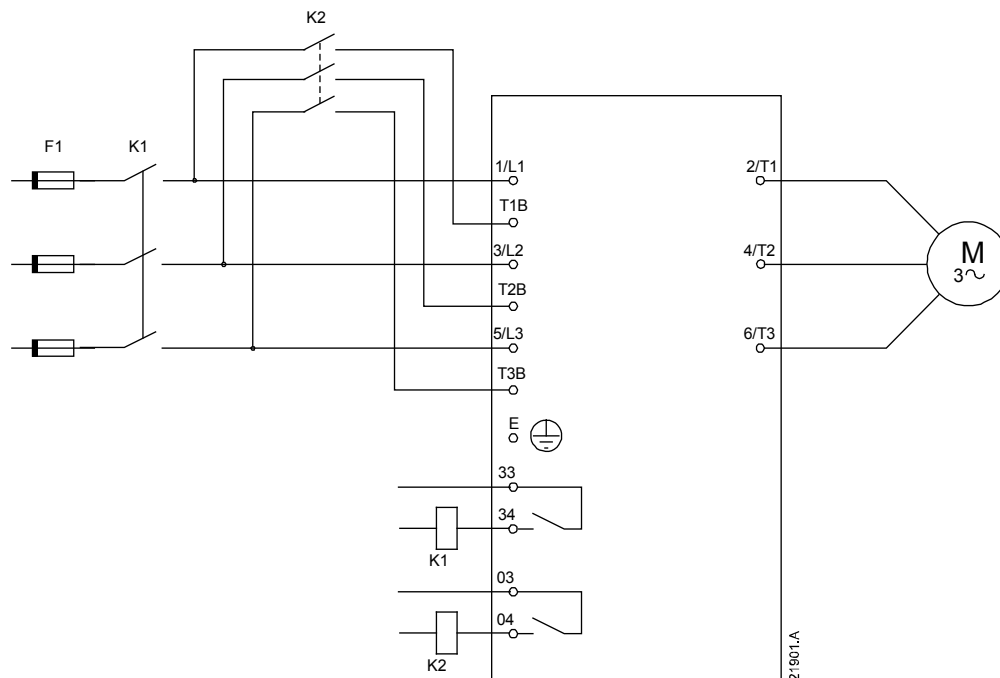 K2
F1
K1
1/L1
2/T1
T1B
3/L2
4/T2
M
3~
T2B
5/L3
6/T3
T3B
E
33
34
K1
03
04
K2
21901.A